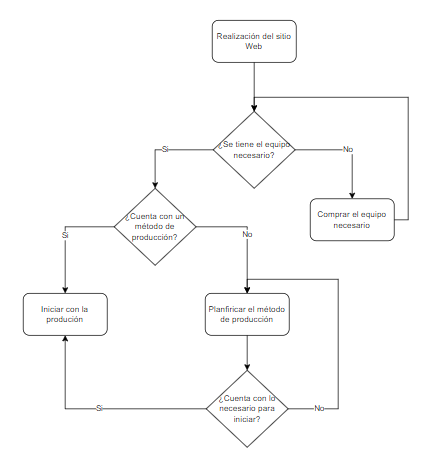 Realización del sitio
Web
¿Se tiene el equipo
necesario?
Si
No
Comprar el equipo
necesario
¿Cuenta con un
método de
producción?
Si
No
Iniciar con la
produción
Planfiricar el método
de producción
¿Cuenta con lo
necesario para
iniciar?
Si
No